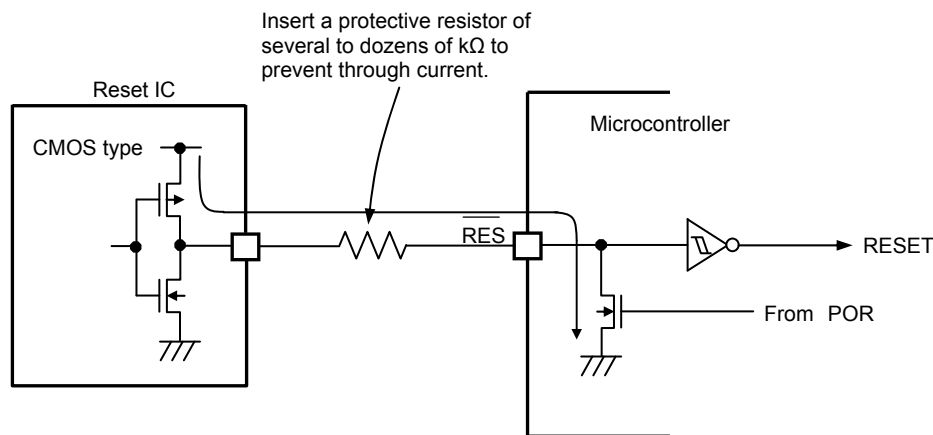 Insert a protective resistor of
several to dozens of kΩ to
prevent through current.
Reset IC
CMOS type
Microcontroller
RES
RESET
From POR